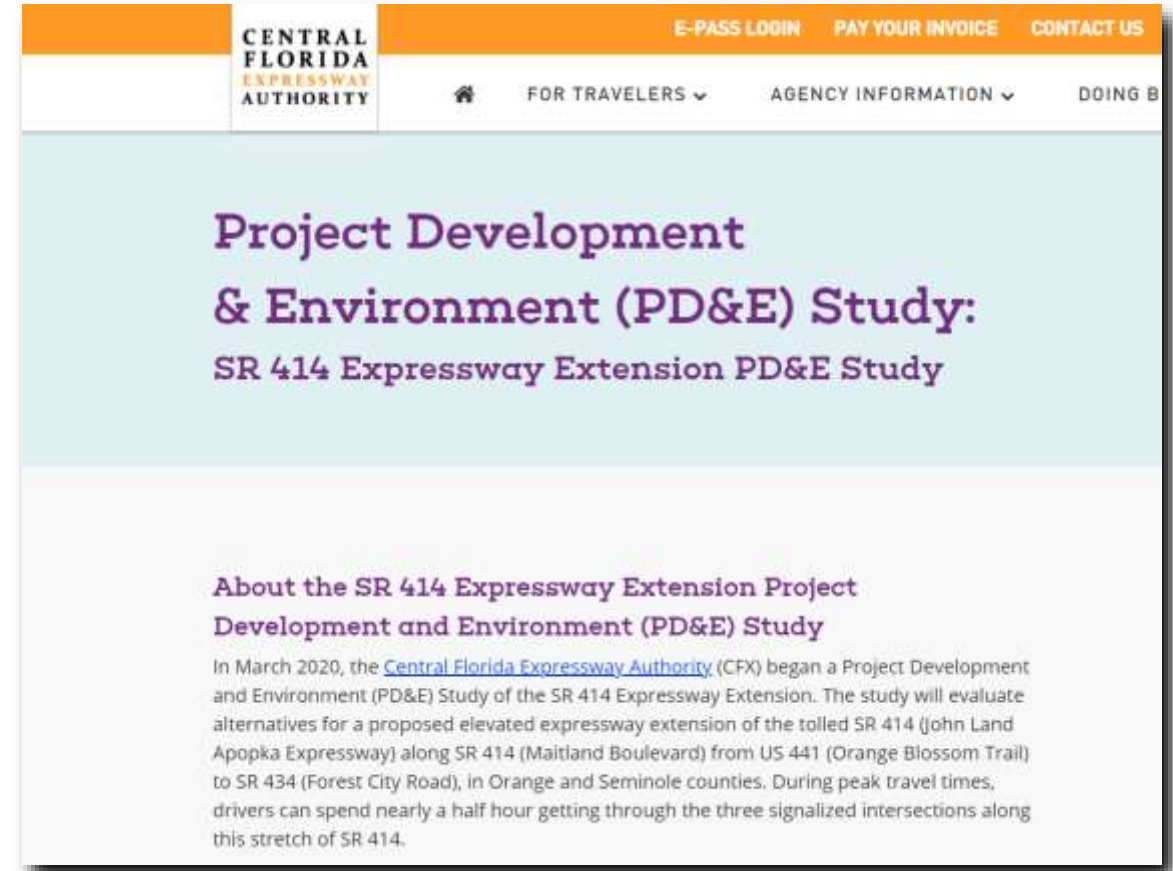 E-PASS LOGIN PAY YOUR INVOICE CONTACT US
CENTRAL
FLORIDA
EXPRESSWAY
AUTHORITY
FOR TRAVELERS AGENCY INFORMATION DOING B
Project Development
& Environment (PD&E) Study:
SR 414 Expressway Extension PD&E Study
About the SR 414 Expressway Extension Project
Development and Environment (PD&E) Study
In March 2020, the Central Florida Expressway Authority (CFX) began a Project Development
and Environment (PD&E) Study of the SR 414 Expressway Extension. The study will evaluate
alternatives for a proposed elevated expressway extension of the tolled SR 414 (John Land
Apopka Expressway) along SR 414 (Maitland Boulevard) from US 441 (Orange Blossom Trail)
to SR 434 (Forest City Road), in Orange and Seminole counties. During peak travel times,
drivers can spend nearly a half hour getting through the three signalized intersections along
this stretch of SR 414.